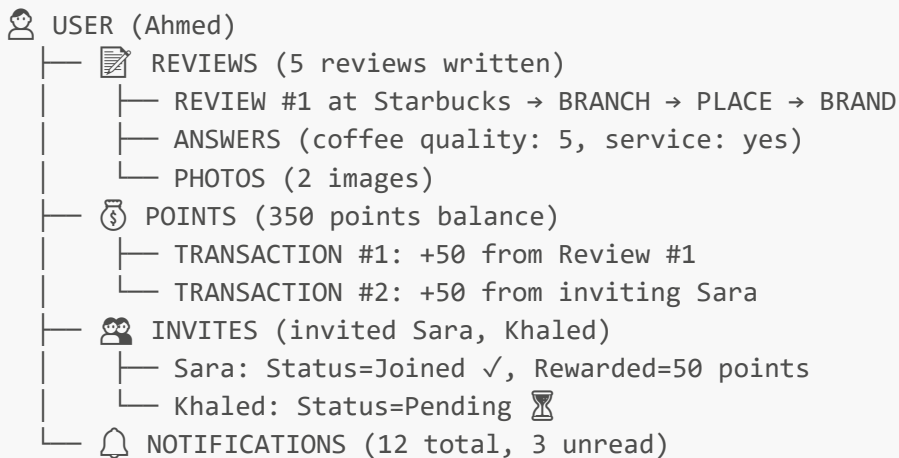 👤 USER (Ahmed)
├── 📝 REVIEWS (5 reviews written)
│   ├── REVIEW #1 at Starbucks → BRANCH → PLACE → BRAND
│   ├── ANSWERS (coffee quality: 5, service: yes)
│   └── PHOTOS (2 images)
├── 💰 POINTS (350 points balance)
│   ├── TRANSACTION #1: +50 from Review #1
│   └── TRANSACTION #2: +50 from inviting Sara
├── 👥 INVITES (invited Sara, Khaled)
│   ├── Sara: Status=Joined ✓, Rewarded=50 points
│   └── Khaled: Status=Pending ⏳
└── 🔔 NOTIFICATIONS (12 total, 3 unread)